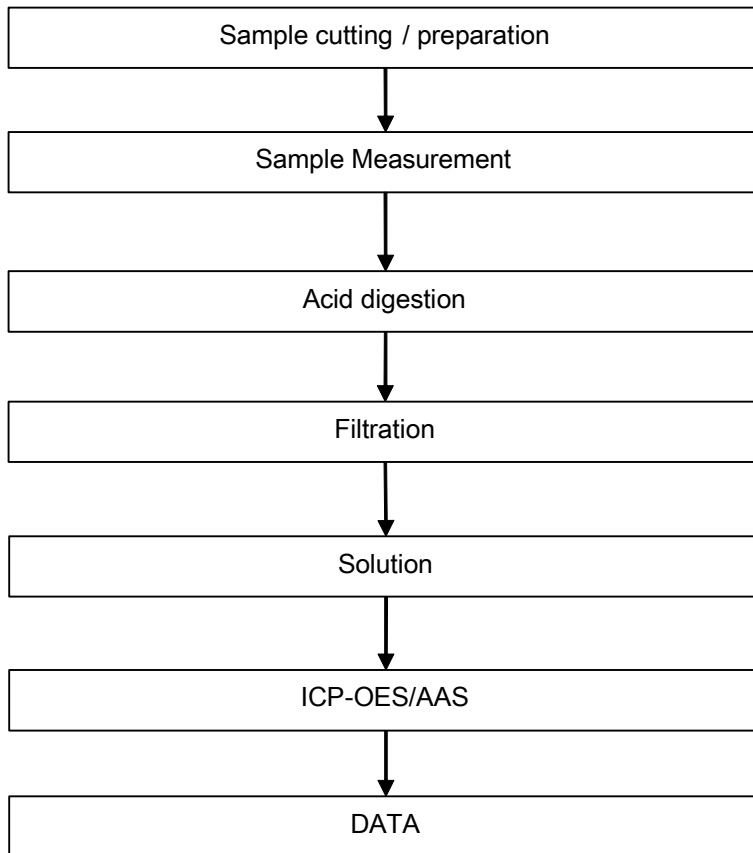 Sample cutting / preparation
Sample Measurement
Acid digestion
Filtration
Solution
ICP-OES/AAS
DATA